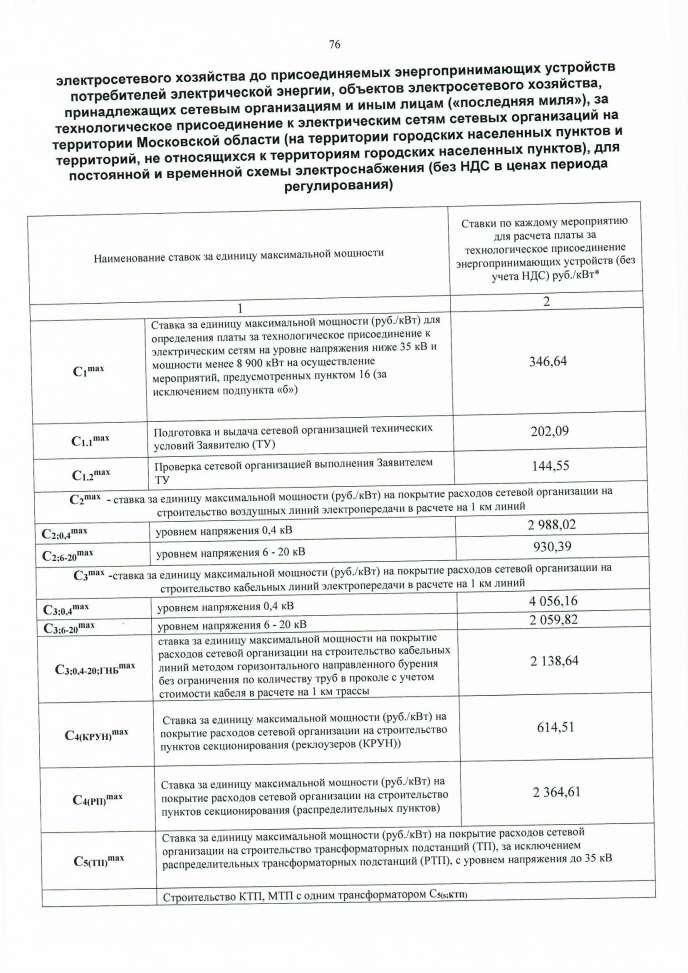 76
электросетевого хозяйства до присоединяемых энергопринимающих устройств
потребителей электрической энергии, объектов электросетевого хозяйства,
принадлежащих сетевым организациям и иным лицам («последняя миля»), за
технологическое присоединение к электрическим сетям сетевых организаций на
территории Московской области (на территории городских населенных пунктов и
территорий, не относящихся к территориям городских населенных пунктов), для
постоянной и временной схемы электроснабжения (без НДС в ценах периода
регулирования)
Наименование ставок за единицу максимальной мощности
Ставки по каждому мероприятию
для расчета платы за
технологическое присоединение
энергопринимающих устройств (без
учета НДС) руб./кВт*
1
2
C1max
Ставка за единицу максимальной мощности (руб./кВт) для
определения платы за технологическое присоединение к
электрическим сетям на уровне напряжения ниже 35 кВ и
мощности менее 8 900 кВт на осуществление
мероприятий, предусмотренных пунктом 16 (за
исключением подпункта «б»)
346,64
C1.1max
Подготовка и выдача сетевой организацией технических
условий Заявителю (ТУ)
202,09
C1.2max
Проверка сетевой организацией выполнения Заявителем
ТУ
144,55
C2max - ставка за единицу максимальной мощности (руб./кВт) на покрытие расходов сетевой организации на
строительство воздушных линий электропередачи в расчете на 1 км линий
C2;0,4max
уровнем напряжения 0,4 кВ
2 988,02
C2;6-20max
уровнем напряжения 6 - 20 кВ
930,39
C3max -ставка за единицу максимальной мощности (руб./кВт) на покрытие расходов сетевой организации на
строительство кабельных линий электропередачи в расчете на 1 км линий
C3;0,4max
уровнем напряжения 0,4 кВ
4 056,16
C3;6-20max
уровнем напряжения 6 - 20 кВ
2 059,82
C3;0,4-20;ГНБmax
ставка за единицу максимальной мощности на покрытие
расходов сетевой организации на строительство кабельных
линий методом горизонтального направленного бурения
без ограничения по количеству труб в проколе с учетом
стоимости кабеля в расчете на 1 км трассы
2 138,64
C4(КРУН)max
Ставка за единицу максимальной мощности (руб./кВт) на
покрытие расходов сетевой организации на строительство
пунктов секционирования (реклоузеров (КРУН))
614,51
C4(РП)max
Ставка за единицу максимальной мощности (руб./кВт) на
покрытие расходов сетевой организации на строительство
пунктов секционирования (распределительных пунктов)
2 364,61
C5(ТП)max
Ставка за единицу максимальной мощности (руб./кВт) на покрытие расходов сетевой
организации на строительство трансформаторных подстанций (ТП), за исключением
распределительных трансформаторных подстанций (РТП), с уровнем напряжения до 35 кВ
Строительство КТП, МТП с одним трансформатором C5(s;КТП)